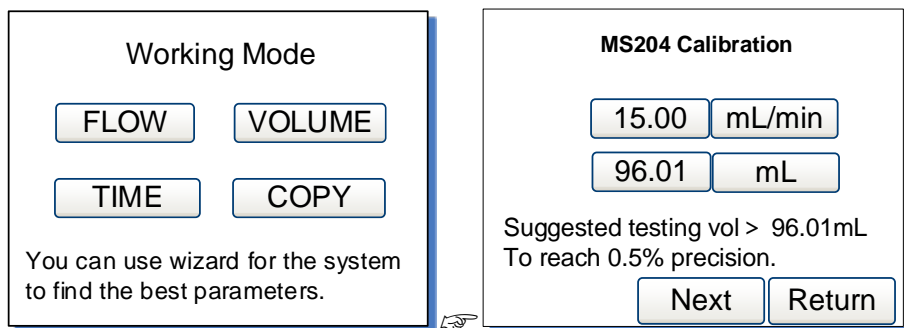 Working Mode
FLOW VOLUME
TIME COPY
You can use wizard for the system
to find the best parameters.
MS204 Calibration
15.00 mL/min
96.01 mL
Suggested testing vol > 96.01mL
To reach 0.5% precision.
Next Return